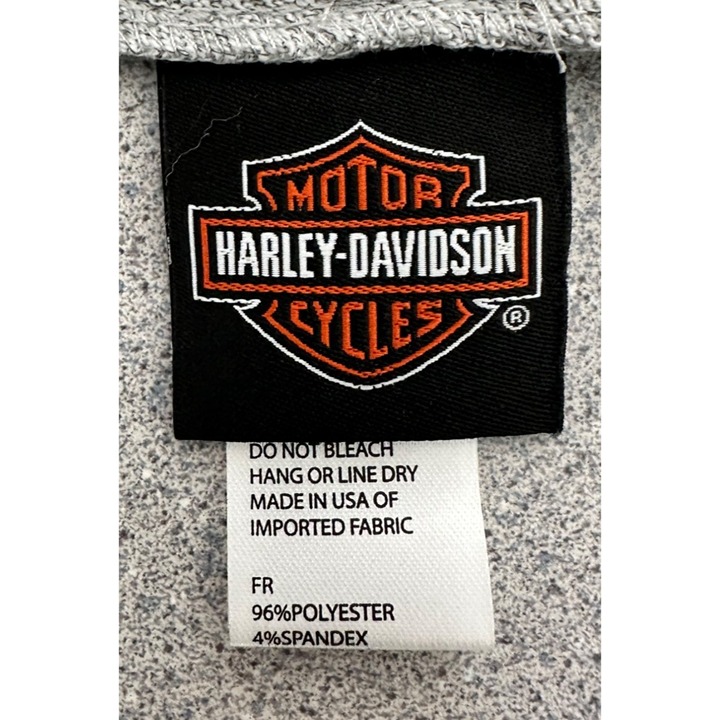 MOTOR
HARLEY-DAVIDSON
CYCLES
®
DO NOT BLEACH
HANG OR LINE DRY
MADE IN USA OF
IMPORTED FABRIC
FR
96%POLYESTER
4%SPANDEX